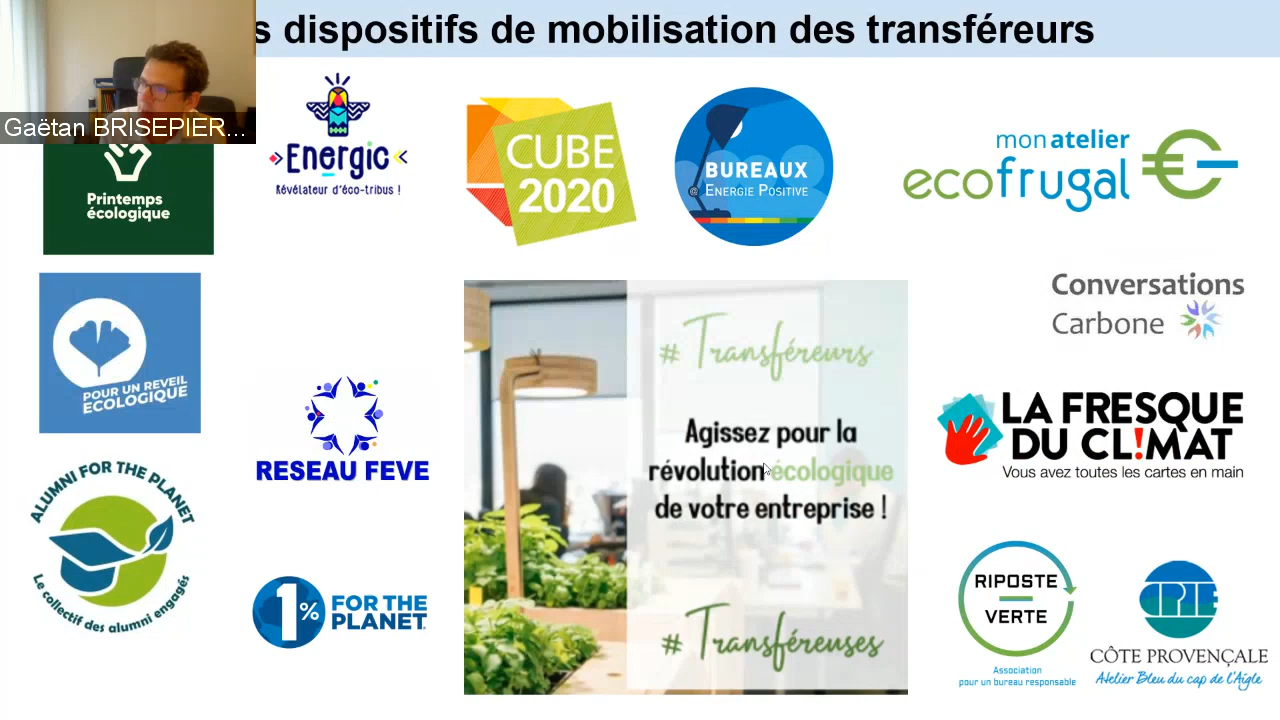 s dispositifs de mobilisation des transféreurs
Gaëtan BRISEPIER...
Printemps
écologique
Energic
Révélateur d'éco-tribus !
CUBE
2020
BUREAUX
@ ENERGIE POSITIVE
mon atelier
ecofrugal
Conversations
Carbone
POUR UN REVEIL
ECOLOGIQUE
RESEAU FEVE
# Transféreurs
Agissez pour la
révolution écologique
de votre entreprise !
# Transféreuses
LA FRESQUE
DU CL!MAT
Vous avez toutes les cartes en main
ALUMNI FOR THE PLANET
Le collectif des alumni engagés
1% FOR THE
PLANET
RIPOSTE
VERTE
Association
pour un bureau responsable
CPIE
CÔTE PROVENÇALE
Atelier Bleu du cap de l'Aigle